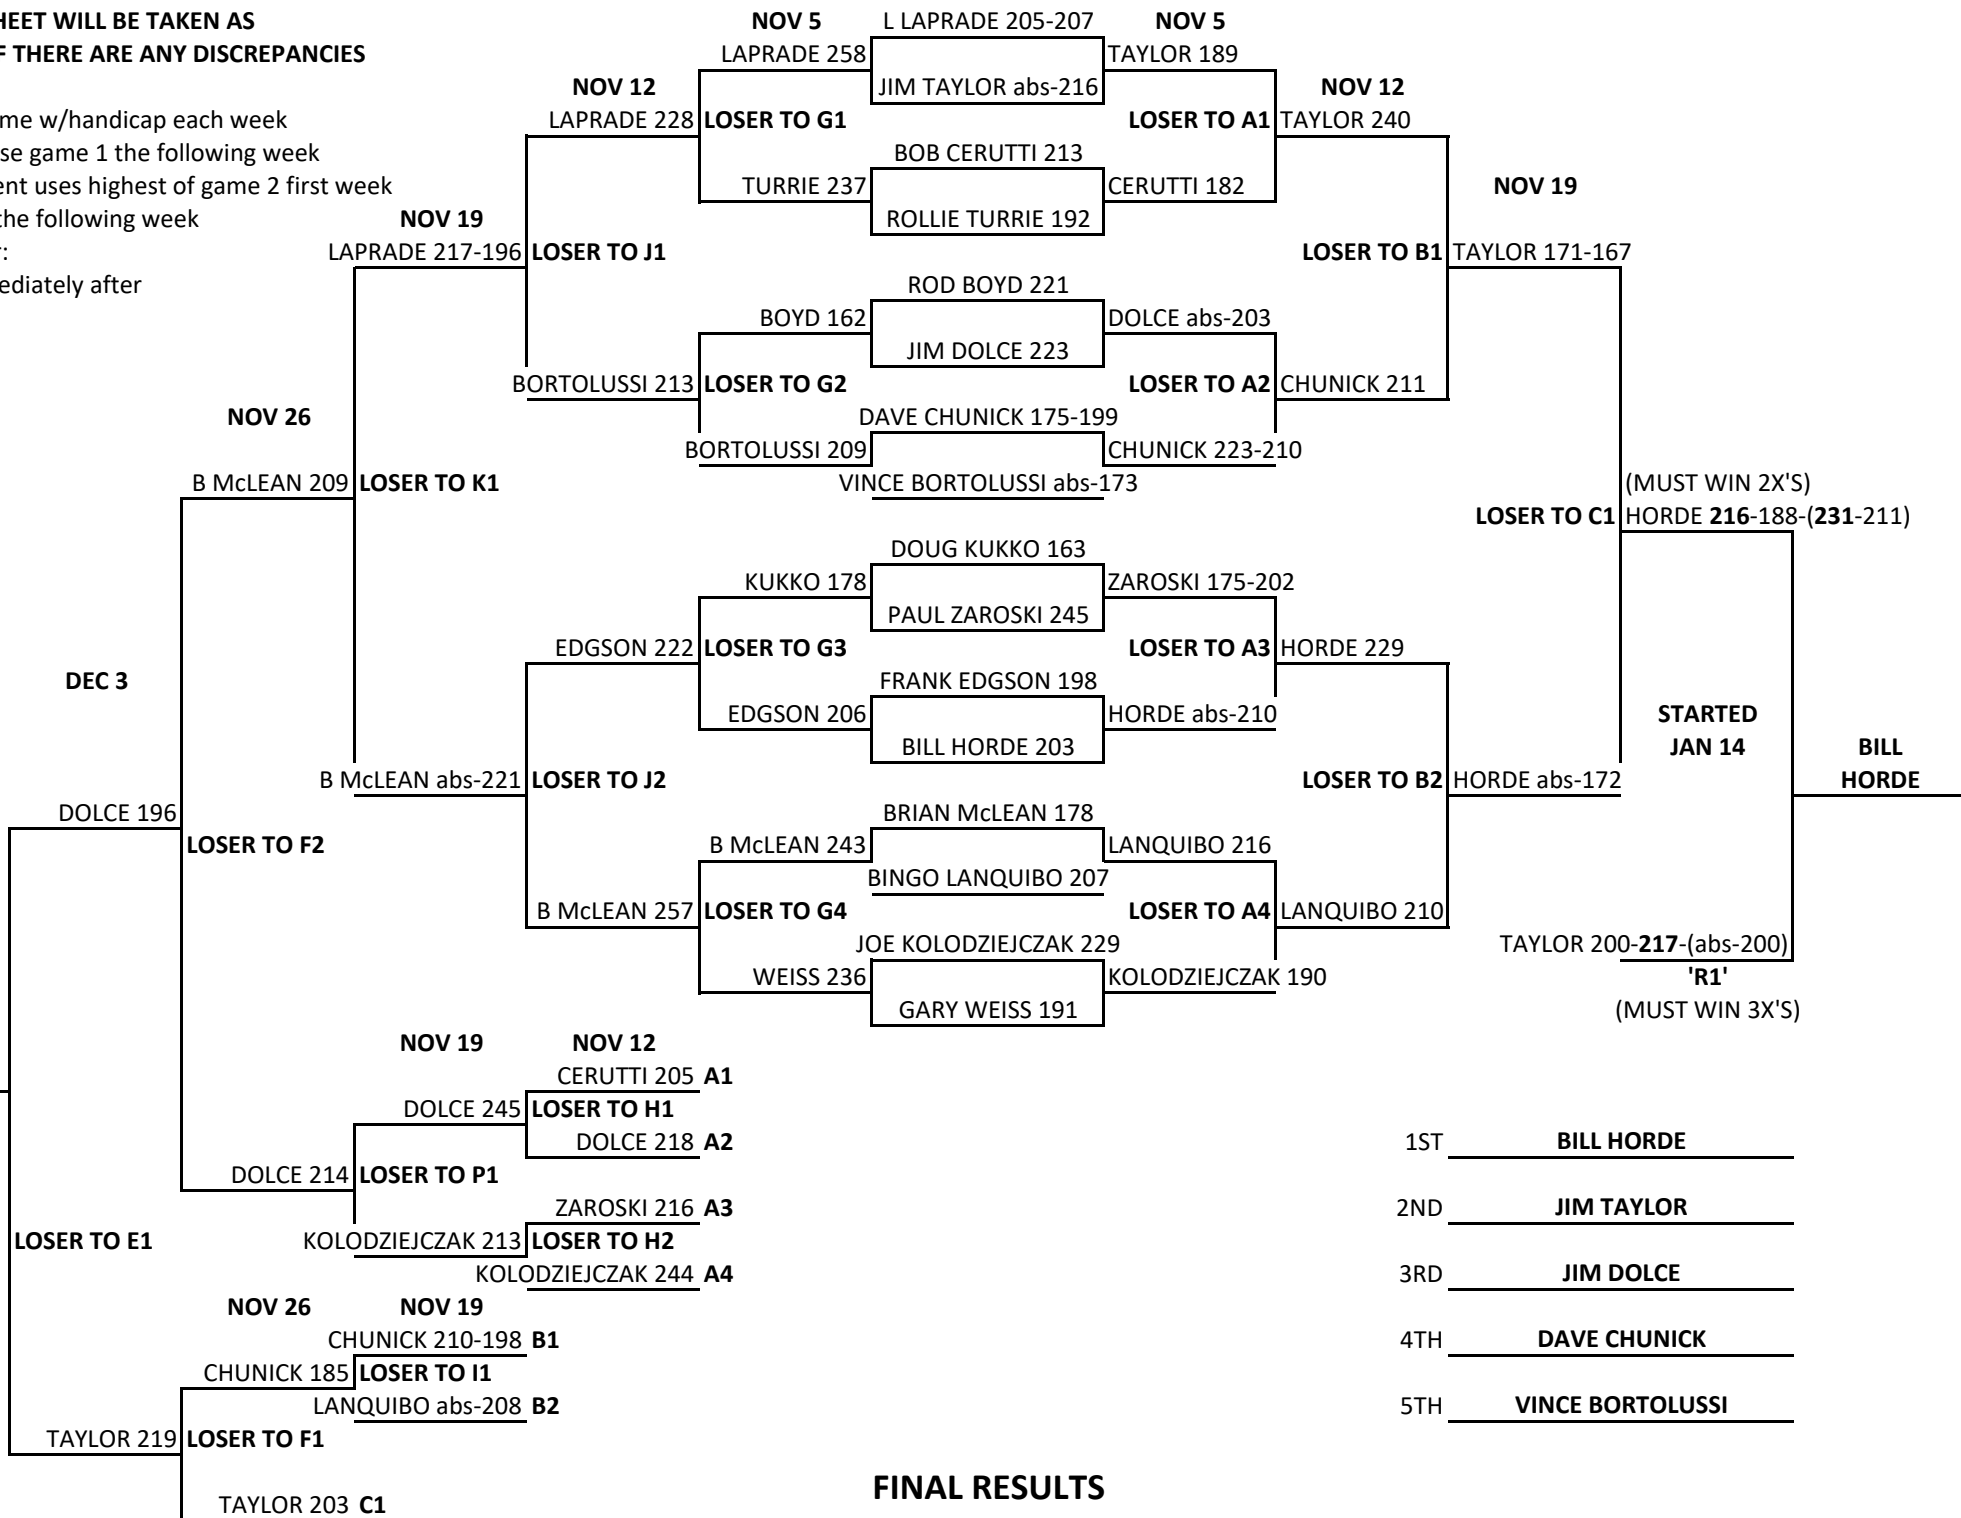 HEET WILL BE TAKEN AS
F THERE ARE ANY DISCREPANCIES
NOV 5
L LAPRADE 205-207
NOV 5
LAPRADE 258
TAYLOR 189
NOV 12
JIM TAYLOR abs-216
NOV 12
me w/handicap each week
LAPRADE 228
LOSER TO G1
LOSER TO A1
TAYLOR 240
se game 1 the following week
BOB CERUTTI 213
ent uses highest of game 2 first week
TURRIE 237
CERUTTI 182
NOV 19
the following week
NOV 19
ROLLIE TURRIE 192
r:
LAPRADE 217-196
LOSER TO J1
LOSER TO B1
TAYLOR 171-167
ediately after
ROD BOYD 221
BOYD 162
DOLCE abs-203
JIM DOLCE 223
BORTOLUSSI 213
LOSER TO G2
LOSER TO A2
CHUNICK 211
NOV 26
DAVE CHUNICK 175-199
BORTOLUSSI 209
CHUNICK 223-210
B McLEAN 209
LOSER TO K1
VINCE BORTOLUSSI abs-173
(MUST WIN 2X'S)
LOSER TO C1
HORDE 216-188-(231-211)
DOUG KUKKO 163
KUKKO 178
ZAROSKI 175-202
PAUL ZAROSKI 245
EDGSON 222
LOSER TO G3
LOSER TO A3
HORDE 229
DEC 3
FRANK EDGSON 198
EDGSON 206
HORDE abs-210
STARTED
JAN 14
BILL HORDE 203
BILL
HORDE
B McLEAN abs-221
LOSER TO J2
LOSER TO B2
HORDE abs-172
DOLCE 196
BRIAN McLEAN 178
LOSER TO F2
B McLEAN 243
LANQUIBO 216
BINGO LANQUIBO 207
B McLEAN 257
LOSER TO G4
LOSER TO A4
LANQUIBO 210
JOE KOLODZIEJCZAK 229
TAYLOR 200-217-(abs-200)
WEISS 236
KOLODZIEJCZAK 190
'R1'
GARY WEISS 191
(MUST WIN 3X'S)
NOV 19
NOV 12
CERUTTI 205 A1
DOLCE 245
LOSER TO H1
DOLCE 218 A2
1ST
BILL HORDE
DOLCE 214
LOSER TO P1
ZAROSKI 216 A3
2ND
JIM TAYLOR
LOSER TO E1
KOLODZIEJCZAK 213
LOSER TO H2
KOLODZIEJCZAK 244 A4
3RD
JIM DOLCE
NOV 26
NOV 19
CHUNICK 210-198 B1
4TH
DAVE CHUNICK
CHUNICK 185
LOSER TO I1
LANQUIBO abs-208 B2
5TH
VINCE BORTOLUSSI
TAYLOR 219
LOSER TO F1
FINAL RESULTS
TAYLOR 203 C1